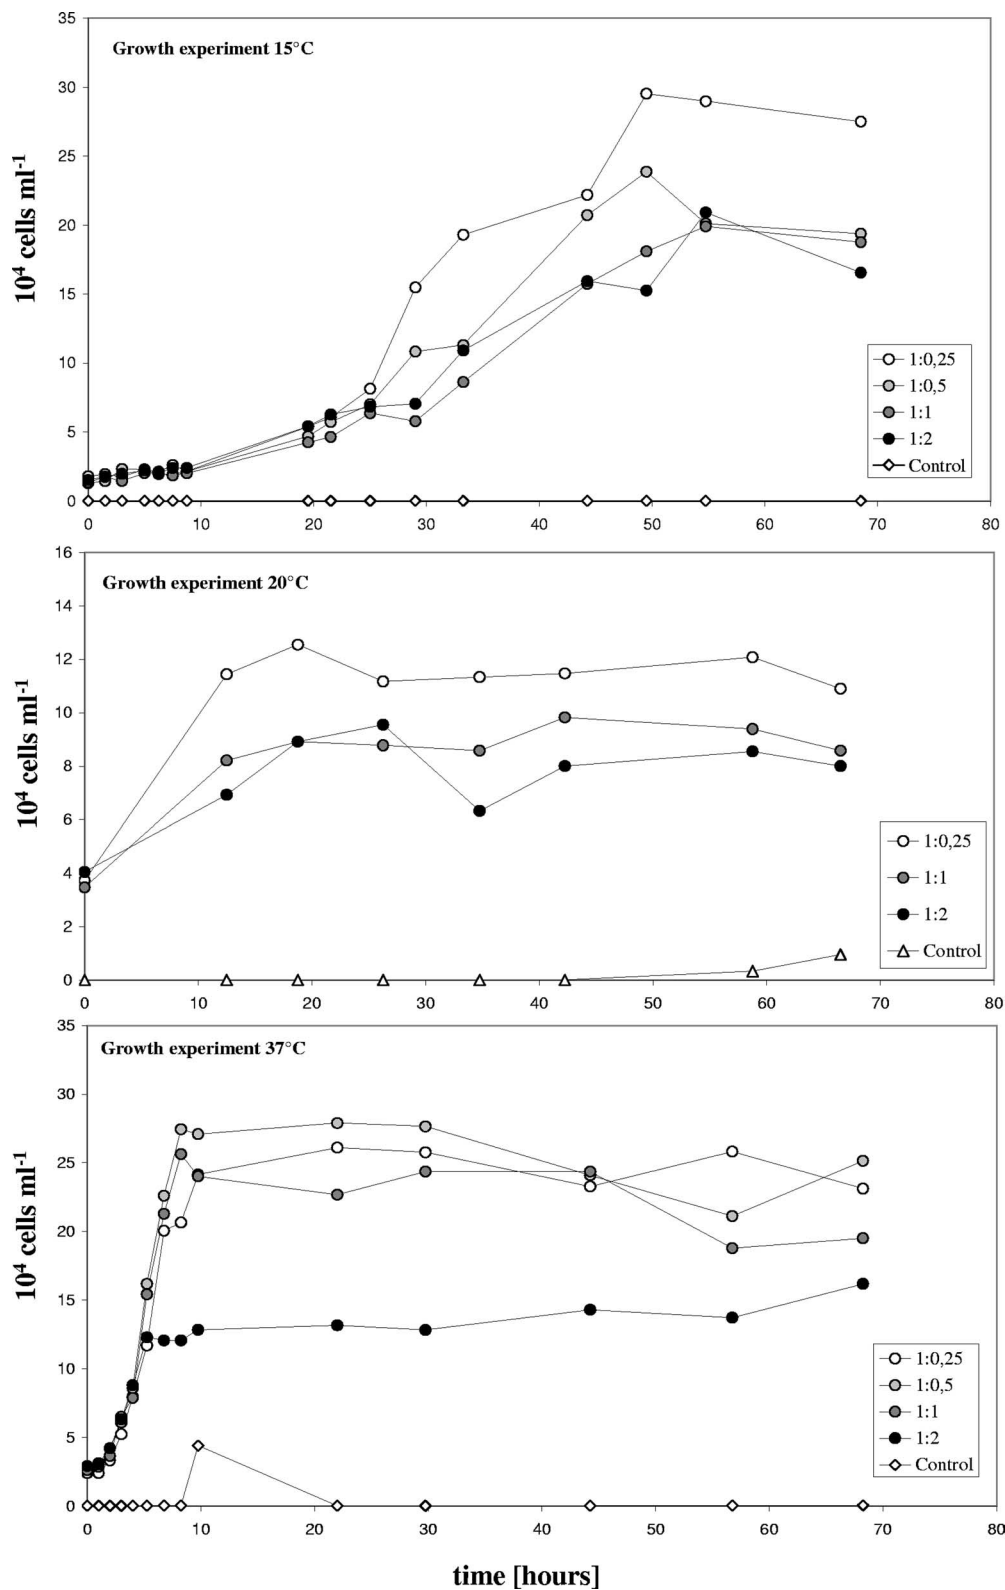 Growth experiment 15°C
35
30
25
20
15
10
5
0
10⁴ cells ml⁻¹
0 10 20 30 40 50 60 70 80
1:0,25
1:0,5
1:1
1:2
Control
Growth experiment 20°C
16
14
12
10
8
6
4
2
0
10⁴ cells ml⁻¹
0 10 20 30 40 50 60 70 80
1:0,25
1:1
1:2
Control
Growth experiment 37°C
35
30
25
20
15
10
5
0
10⁴ cells ml⁻¹
0 10 20 30 40 50 60 70 80
1:0,25
1:0,5
1:1
1:2
Control
time [hours]